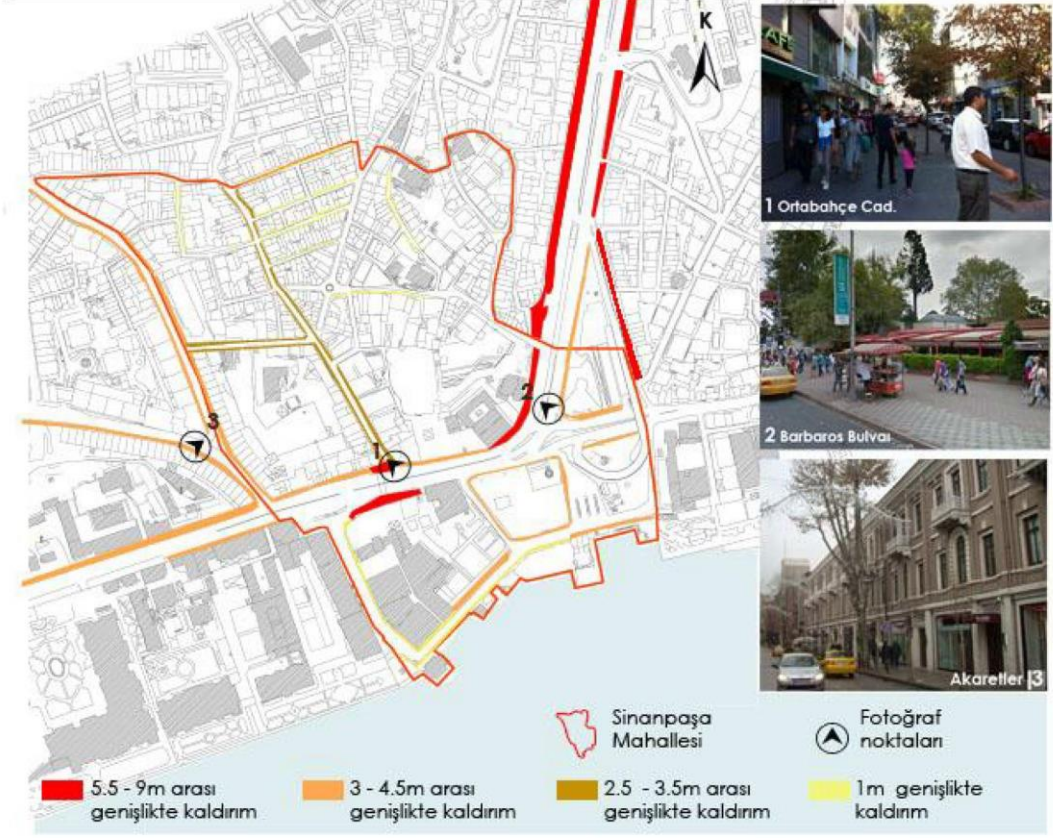 K
CAFE
1 Ortabahçe Cad.
2 Barbaros Bulvaı
Akaretler |3
1
2
3
Sinanpaşa
Mahallesi
Fotoğraf
noktaları
5.5 - 9m arası
genişlikte kaldırım
3 - 4.5m arası
genişlikte kaldırım
2.5 - 3.5m arası
genişlikte kaldırım
1m genişlikte
kaldırım